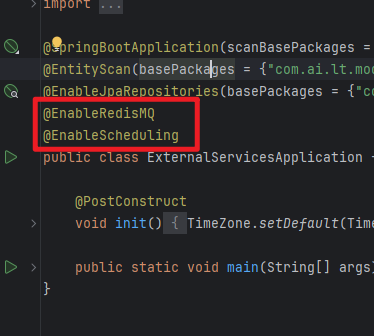 import ...
@SpringBootApplication(scanBasePackages =
@EntityScan(basePackages = {"com.ai.lt.mod
@EnableJpaRepositories(basePackages = {"co
@EnableRedisMQ
@EnableScheduling
public class ExternalServicesApplication
@PostConstruct
void init() { TimeZone.setDefault(Tim
public static void main(String[] args)
}